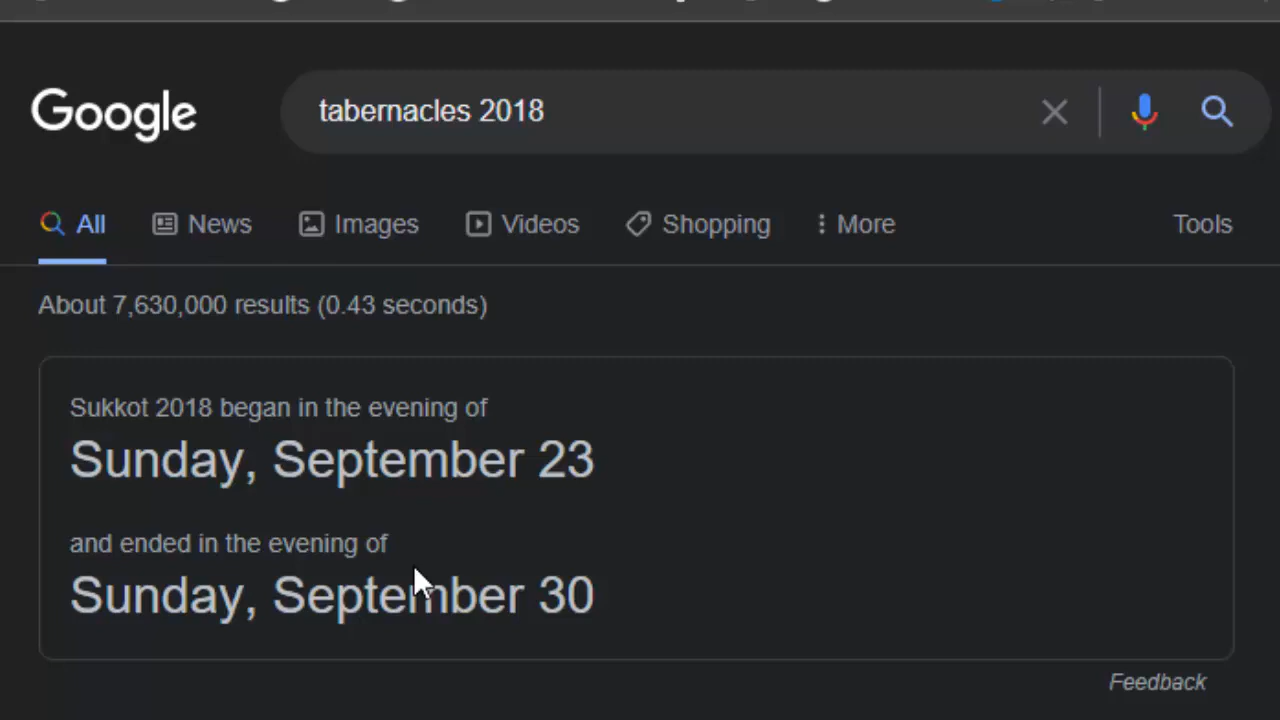 Google
tabernacles 2018
All News Images Videos Shopping More Tools
About 7,630,000 results (0.43 seconds)
Sukkot 2018 began in the evening of
Sunday, September 23
and ended in the evening of
Sunday, September 30
Feedback